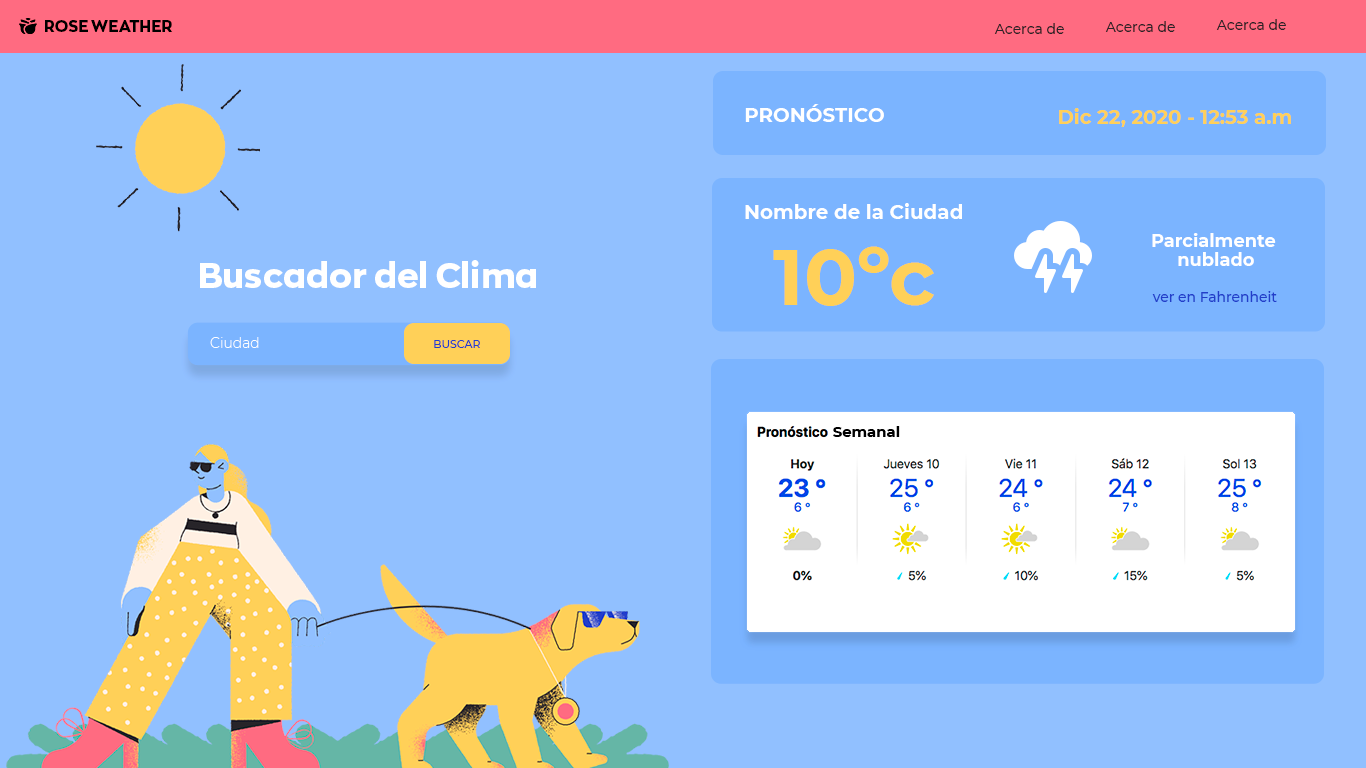 ROSE WEATHER
Acerca de
Acerca de
Acerca de
Buscador del Clima
Ciudad
BUSCAR
PRONÓSTICO
Dic 22, 2020 - 12:53 a.m
Nombre de la Ciudad
10°c
Parcialmente
nublado
ver en Fahrenheit
Pronóstico Semanal
Hoy Jueves 10 Vie 11 Sáb 12 Sol 13
23 ° 25 ° 24 ° 24 ° 25 °
6 ° 6 ° 6 ° 7 ° 8 °
0% 5% 10% 15% 5%